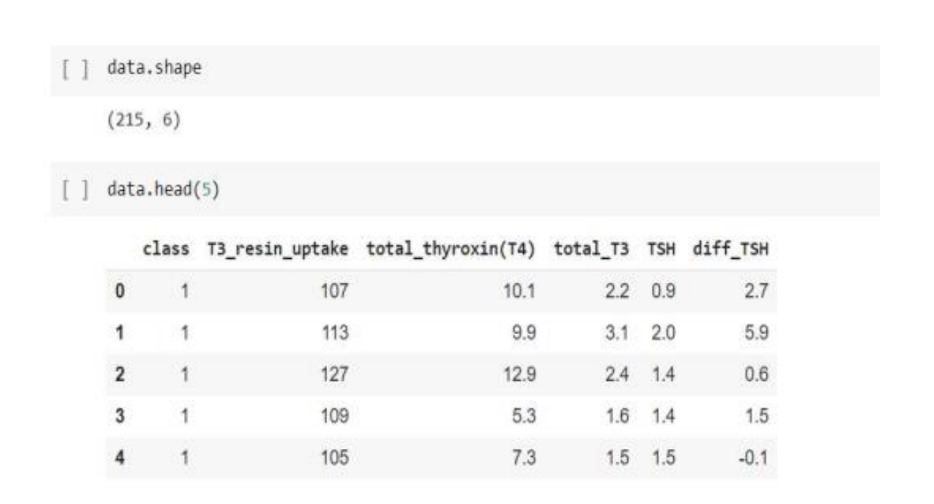 [ ] data.shape
(215, 6)
[ ] data.head(5)
class T3_resin_uptake total_thyroxin(T4) total_T3 TSH diff_TSH
0 1 107 10.1 2.2 0.9 2.7
1 1 113 9.9 3.1 2.0 5.9
2 1 127 12.9 2.4 1.4 0.6
3 1 109 5.3 1.6 1.4 1.5
4 1 105 7.3 1.5 1.5 -0.1